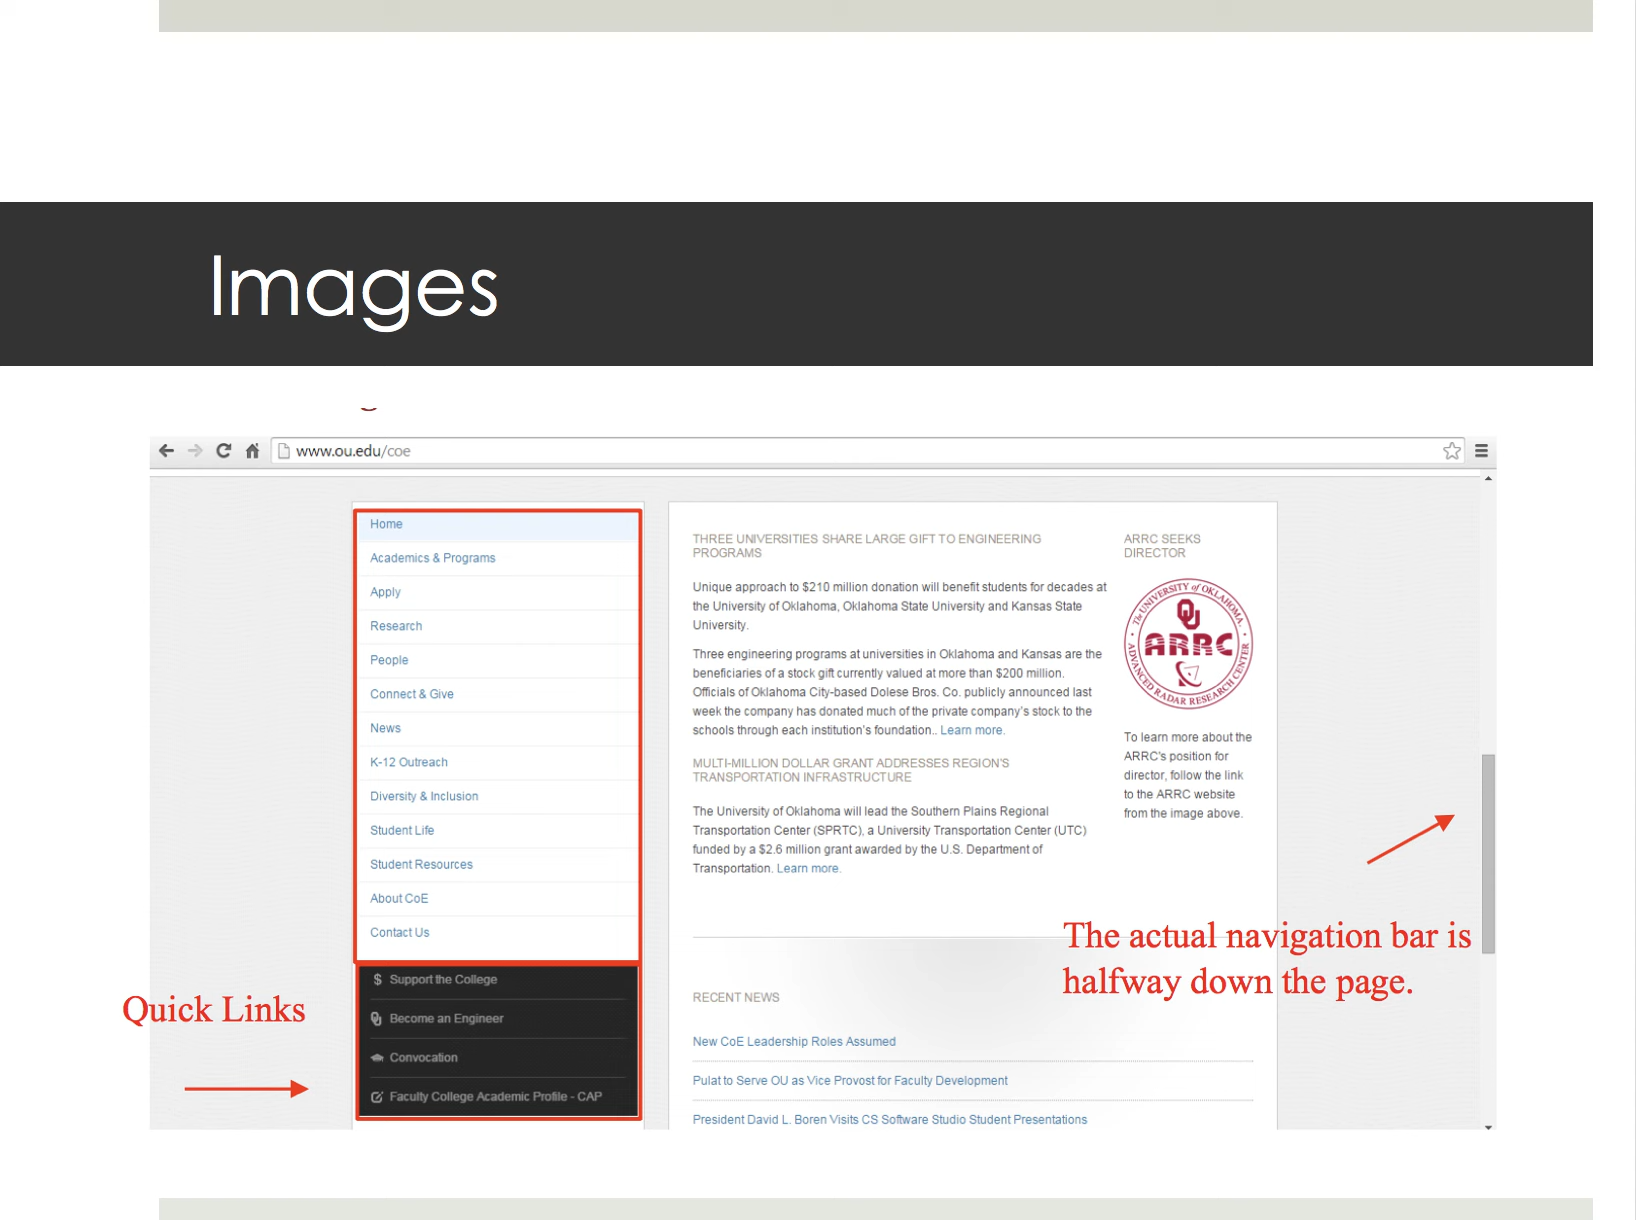 Images
www.ou.edu/coe
Home
Academics & Programs
Apply
Research
People
Connect & Give
News
K-12 Outreach
Diversity & Inclusion
Student Life
Student Resources
About CoE
Contact Us
$ Support the College
Become an Engineer
Convocation
Faculty College Academic Profile - CAP
Quick Links
THREE UNIVERSITIES SHARE LARGE GIFT TO ENGINEERING
PROGRAMS
Unique approach to $210 million donation will benefit students for decades at
the University of Oklahoma, Oklahoma State University and Kansas State
University.
Three engineering programs at universities in Oklahoma and Kansas are the
beneficiaries of a stock gift currently valued at more than $200 million.
Officials of Oklahoma City-based Dolese Bros. Co. publicly announced last
week the company has donated much of the private company's stock to the
schools through each institution's foundation.. Learn more.
MULTI-MILLION DOLLAR GRANT ADDRESSES REGION'S
TRANSPORTATION INFRASTRUCTURE
The University of Oklahoma will lead the Southern Plains Regional
Transportation Center (SPRTC), a University Transportation Center (UTC)
funded by a $2.6 million grant awarded by the U.S. Department of
Transportation. Learn more.
ARRC SEEKS
DIRECTOR
The UNIVERSITY of OKLAHOMA
OU
ARRC
ADVANCED RADAR RESEARCH CENTER
To learn more about the
ARRC's position for
director, follow the link
to the ARRC website
from the image above.
The actual navigation bar is
halfway down the page.
RECENT NEWS
New CoE Leadership Roles Assumed
Pulat to Serve OU as Vice Provost for Faculty Development
President David L. Boren Visits CS Software Studio Student Presentations